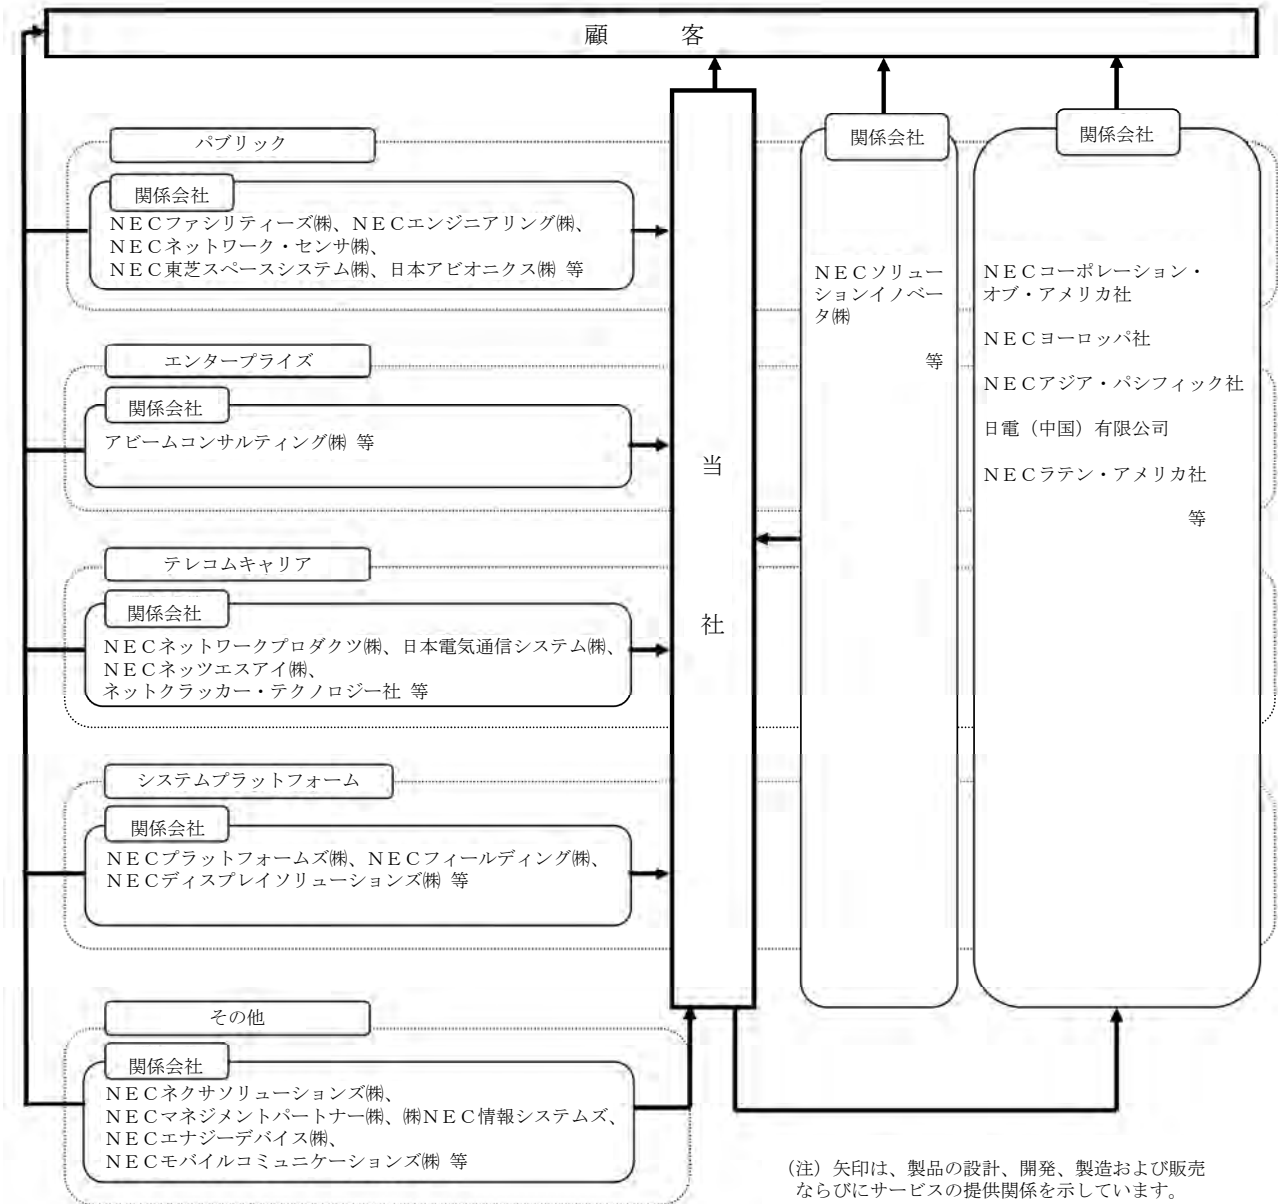 顧　客
パブリック
関係会社
ＮＥＣファシリティーズ㈱、ＮＥＣエンジニアリング㈱、
ＮＥＣネットワーク・センサ㈱、
ＮＥＣ東芝スペースシステム㈱、日本アビオニクス㈱ 等
エンタープライズ
関係会社
アビームコンサルティング㈱ 等
テレコムキャリア
関係会社
ＮＥＣネットワークプロダクツ㈱、日本電気通信システム㈱、
ＮＥＣネッツエスアイ㈱、
ネットクラッカー・テクノロジー社 等
システムプラットフォーム
関係会社
ＮＥＣプラットフォームズ㈱、ＮＥＣフィールディング㈱、
ＮＥＣディスプレイソリューションズ㈱ 等
その他
関係会社
ＮＥＣネクサソリューションズ㈱、
ＮＥＣマネジメントパートナー㈱、㈱ＮＥＣ情報システムズ、
ＮＥＣエナジーデバイス㈱、
ＮＥＣモバイルコミュニケーションズ㈱ 等
当
社
関係会社
ＮＥＣソリュー
ションイノベー
タ㈱
等
関係会社
ＮＥＣコーポレーション・
オブ・アメリカ社
ＮＥＣヨーロッパ社
ＮＥＣアジア・パシフィック社
日電（中国）有限公司
ＮＥＣラテン・アメリカ社
等
（注）矢印は、製品の設計、開発、製造および販売
ならびにサービスの提供関係を示しています。